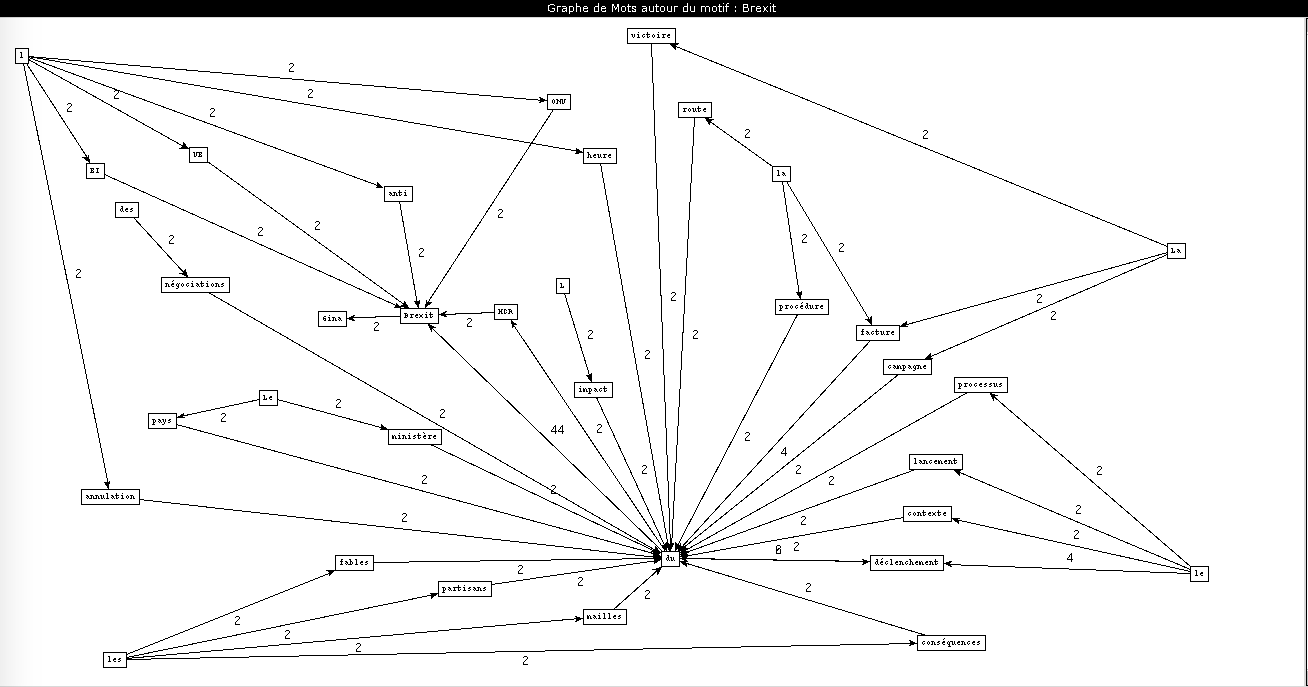 Graphe de Mots autour du motif : Brexit
victoire
l
2
2
ONU
2
2
2
2
route
2
2
heure
UE
la
EI
anti
des
2
2
2
2
2
2
2
La
2
négociations
L
2
2
procédure
2
Gina
Brexit
MDR
2
2
facture
2
2
2
2
campagne
processus
impact
Le
2
2
2
pays
ministère
44
2
2
4
lancement
2
2
2
2
2
annulation
2
2
contexte
2
2
2
2
fables
du
6
2
déclenchement
4
le
2
partisans
2
2
2
mailles
2
2
conséquences
2
les
2